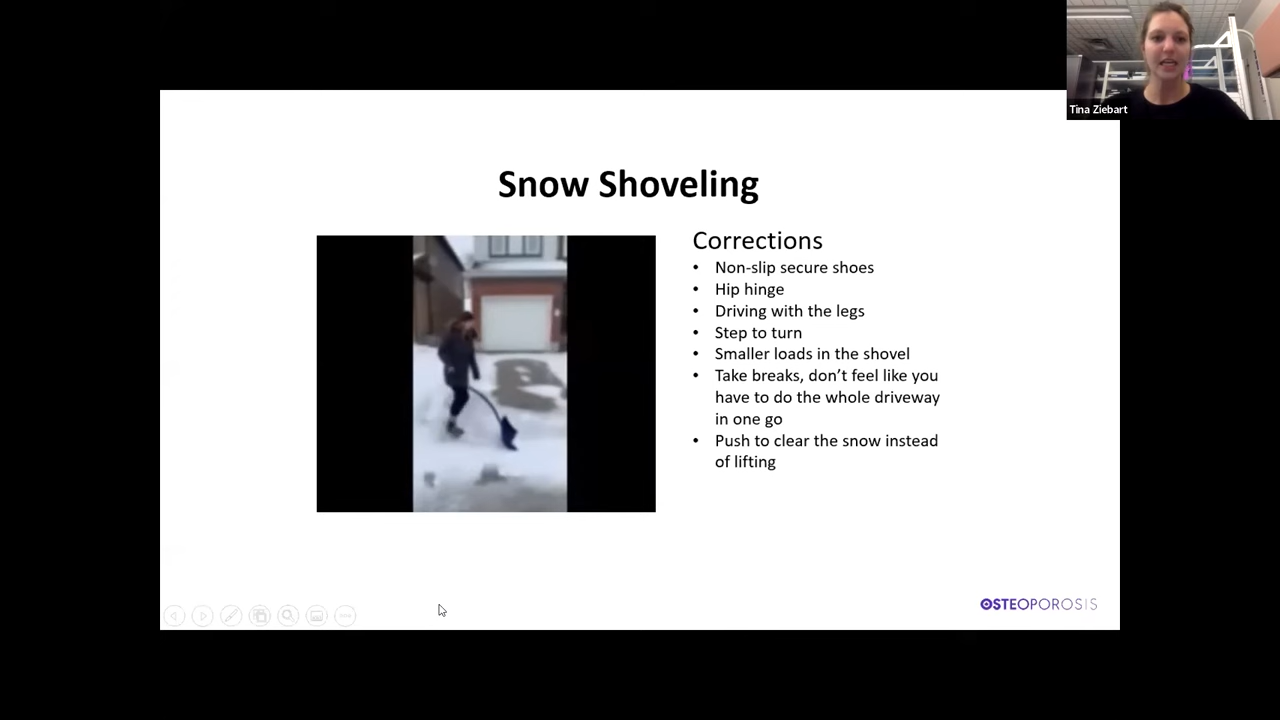 Tina Ziebart
Snow Shoveling
Corrections
• Non-slip secure shoes
• Hip hinge
• Driving with the legs
• Step to turn
• Smaller loads in the shovel
• Take breaks, don’t feel like you
have to do the whole driveway
in one go
• Push to clear the snow instead
of lifting
OSTEOPOROSIS